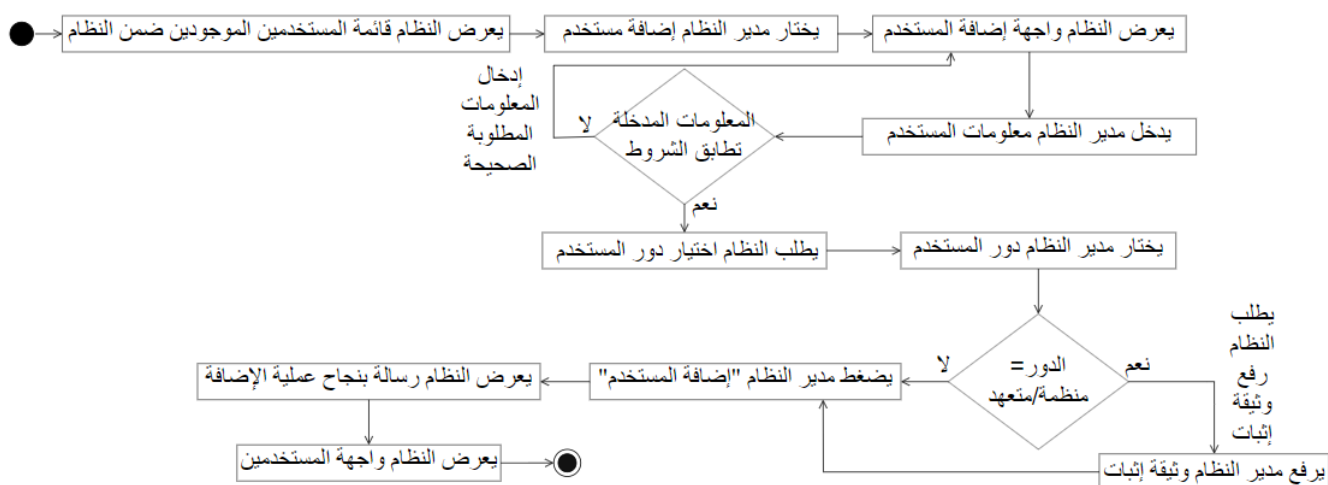 يعرض النظام قائمة المستخدمين الموجودين ضمن النظام
يختار مدير النظام إضافة مستخدم
يعرض النظام واجهة إضافة المستخدم
يدخل مدير النظام معلومات المستخدم
المعلومات المدخلة
تطابق الشروط
لا
إدخال
المعلومات
المطلوبة
الصحيحة
نعم
يطلب النظام اختيار دور المستخدم
يختار مدير النظام دور المستخدم
الدور=
منظمة/متعهد
نعم
يطلب
النظام
رفع
وثيقة
إثبات
يرفع مدير النظام وثيقة إثبات
لا
يضغط مدير النظام "إضافة المستخدم"
يعرض النظام رسالة بنجاح عملية الإضافة
يعرض النظام واجهة المستخدمين